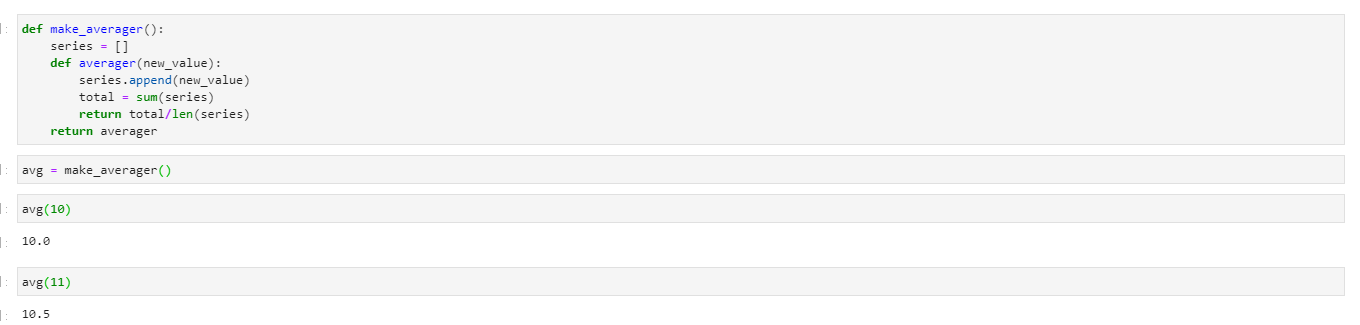 ]:
def make_averager():
    series = []
    def averager(new_value):
        series.append(new_value)
        total = sum(series)
        return total/len(series)
    return averager
]:
avg = make_averager()
]:
avg(10)
]:
10.0
]:
avg(11)
]:
10.5